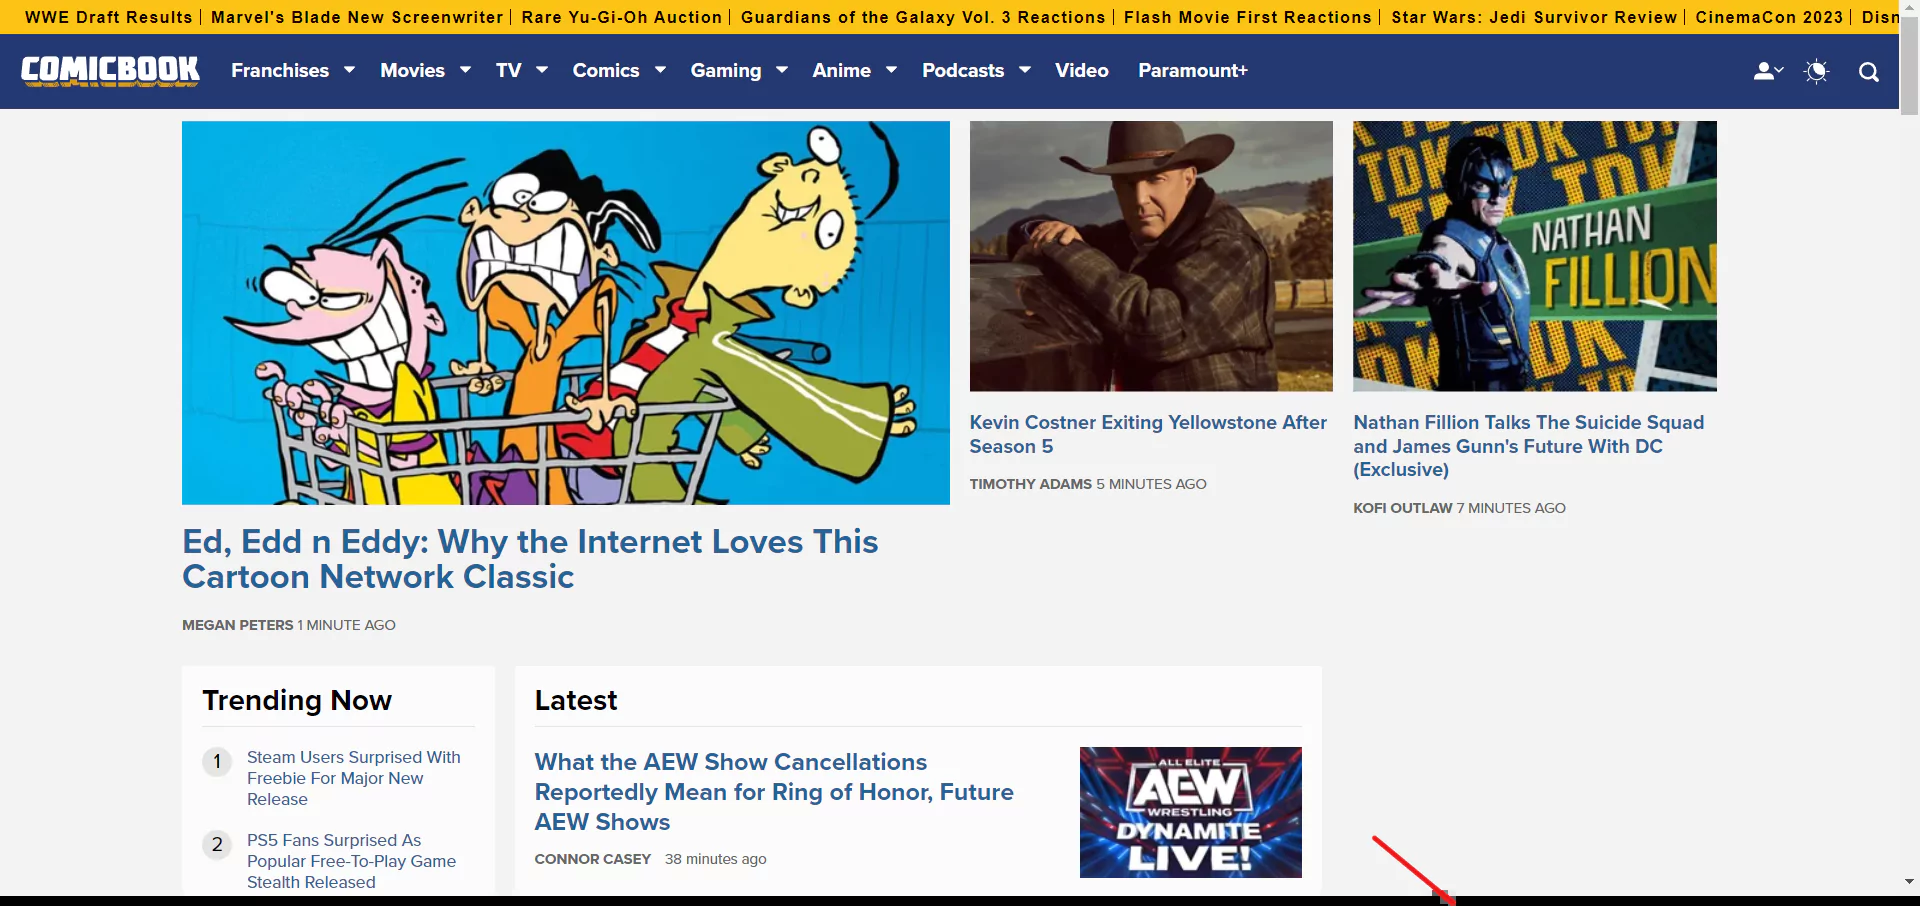 WWE Draft Results | Marvel's Blade New Screenwriter | Rare Yu-Gi-Oh Auction | Guardians of the Galaxy Vol. 3 Reactions | Flash Movie First Reactions | Star Wars: Jedi Survivor Review | CinemaCon 2023 | Disn
COMICBOOK Franchises Movies TV Comics Gaming Anime Podcasts Video Paramount+
TDK TDK
TDK TDK
NATHAN
FILLION
Kevin Costner Exiting Yellowstone After
Season 5
TIMOTHY ADAMS 5 MINUTES AGO
Nathan Fillion Talks The Suicide Squad
and James Gunn's Future With DC
(Exclusive)
KOFI OUTLAW 7 MINUTES AGO
Ed, Edd n Eddy: Why the Internet Loves This
Cartoon Network Classic
MEGAN PETERS 1 MINUTE AGO
Trending Now
1 Steam Users Surprised With
Freebie For Major New
Release
2 PS5 Fans Surprised As
Popular Free-To-Play Game
Stealth Released
Latest
What the AEW Show Cancellations
Reportedly Mean for Ring of Honor, Future
AEW Shows
CONNOR CASEY 38 minutes ago
ALL ELITE
AEW
WRESTLING
DYNAMITE
LIVE!